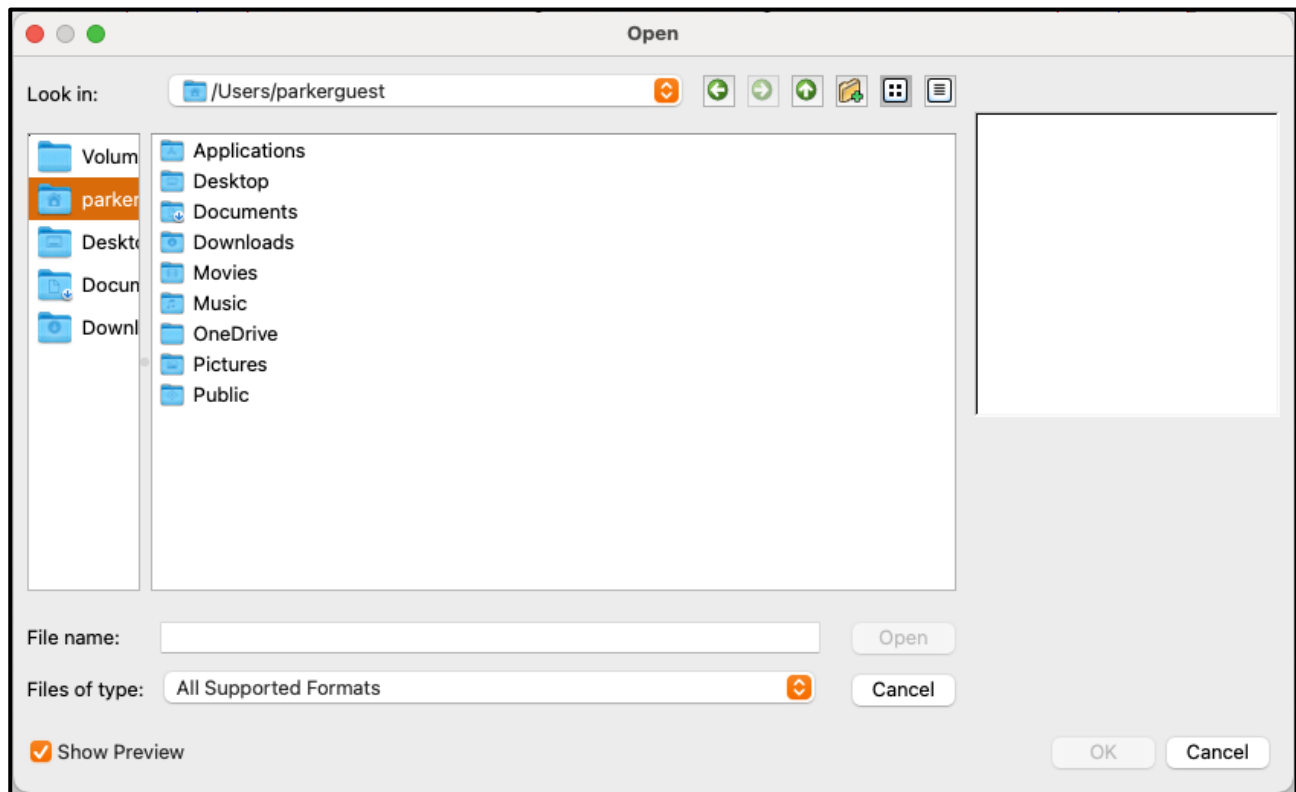 Open
Look in:
/Users/parkerguest
Volum
parker
Deskto
Docun
Downl
Applications
Desktop
Documents
Downloads
Movies
Music
OneDrive
Pictures
Public
File name:
Open
Files of type:
All Supported Formats
Cancel
Show Preview
OK
Cancel